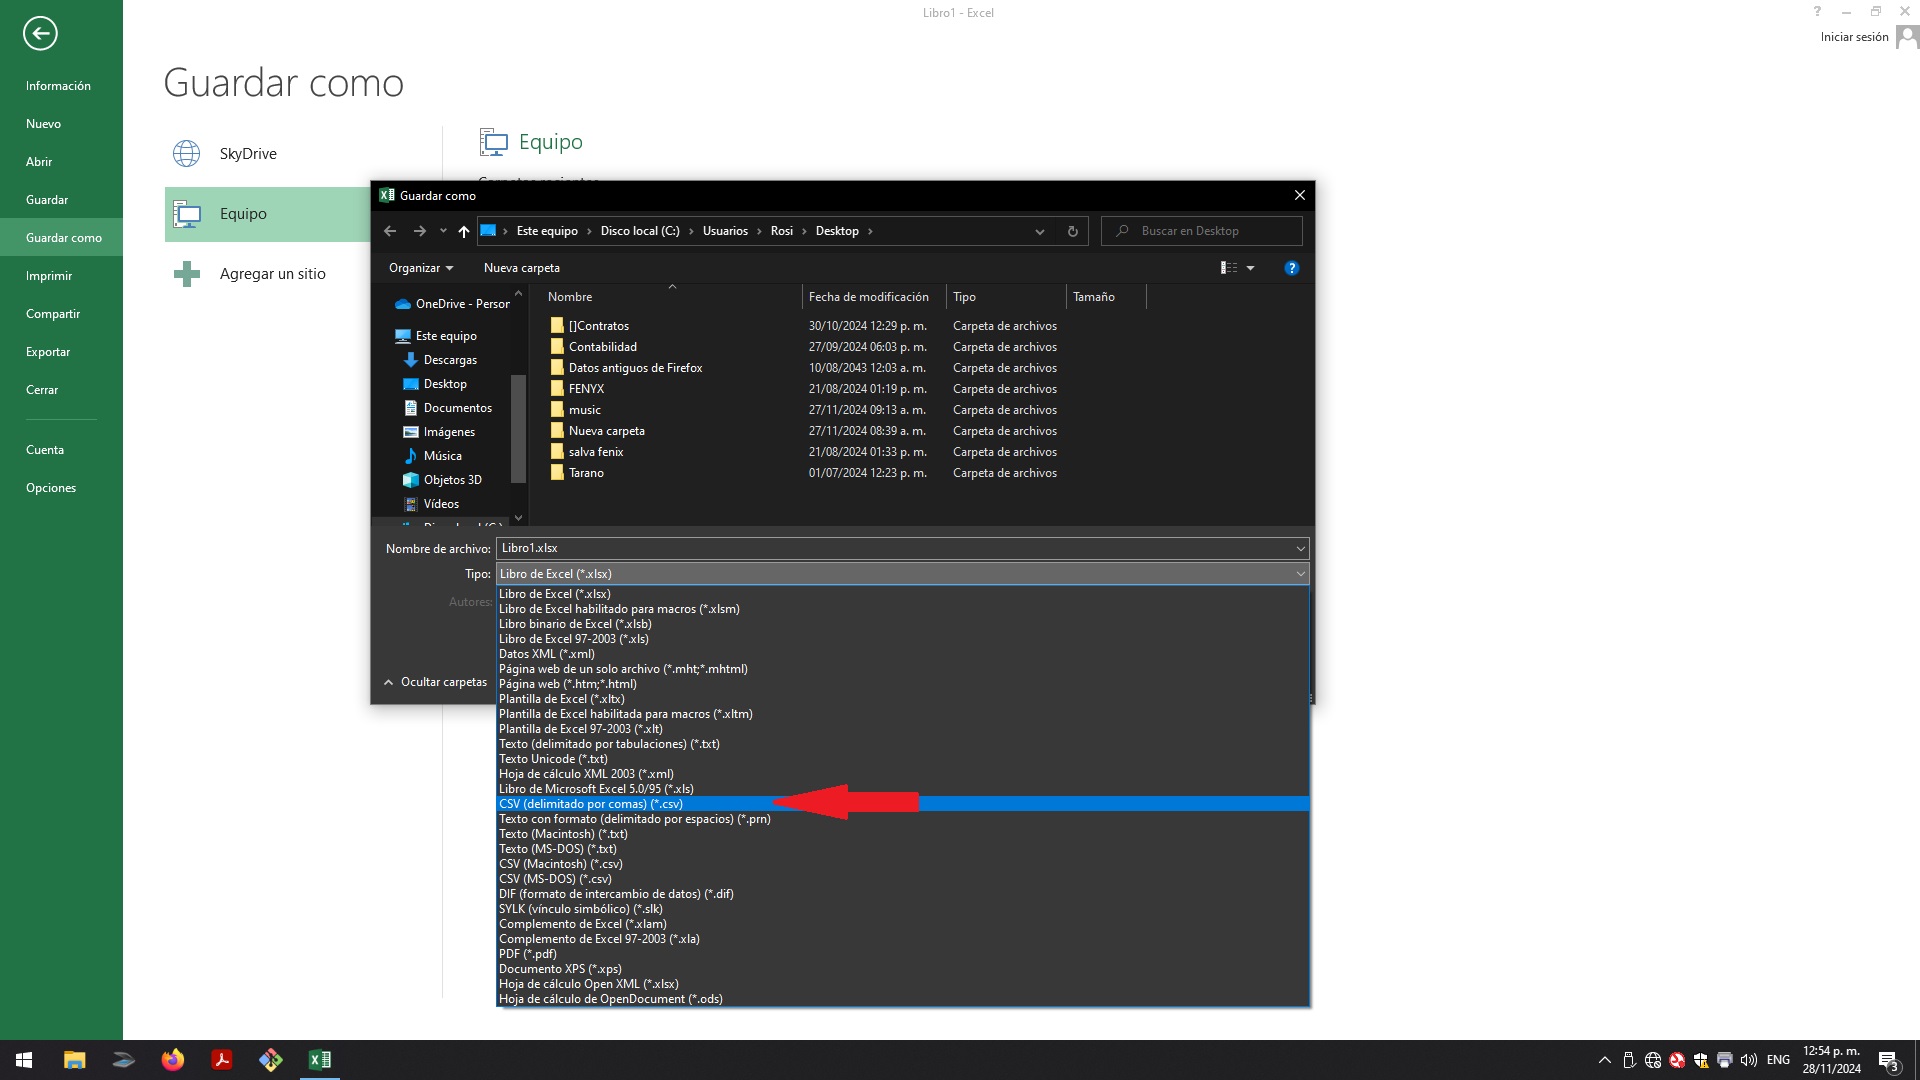 Libro1 - Excel
?
Iniciar sesión
Información
Nuevo
Abrir
Guardar
Guardar como
Imprimir
Compartir
Exportar
Cerrar
Cuenta
Opciones
Guardar como
SkyDrive
Equipo
Agregar un sitio
Equipo
Guardar como
Este equipo > Disco local (C:) > Usuarios > Rosi > Desktop >
Buscar en Desktop
Organizar
Nueva carpeta
?
OneDrive - Person
Este equipo
Descargas
Desktop
Documentos
Imágenes
Música
Objetos 3D
Vídeos
Nombre Fecha de modificación Tipo Tamaño
[]Contratos 30/10/2024 12:29 p. m. Carpeta de archivos
Contabilidad 27/09/2024 06:03 p. m. Carpeta de archivos
Datos antiguos de Firefox 10/08/2043 12:03 a. m. Carpeta de archivos
FENYX 21/08/2024 01:19 p. m. Carpeta de archivos
music 27/11/2024 09:13 a. m. Carpeta de archivos
Nueva carpeta 27/11/2024 08:39 a. m. Carpeta de archivos
salva fenix 21/08/2024 01:33 p. m. Carpeta de archivos
Tarano 01/07/2024 12:23 p. m. Carpeta de archivos
Nombre de archivo: Libro1.xlsx
Tipo: Libro de Excel (*.xlsx)
Autores:
Ocultar carpetas
Libro de Excel (*.xlsx)
Libro de Excel habilitado para macros (*.xlsm)
Libro binario de Excel (*.xlsb)
Libro de Excel 97-2003 (*.xls)
Datos XML (*.xml)
Página web de un solo archivo (*.mht;*.mhtml)
Página web (*.htm;*.html)
Plantilla de Excel (*.xltx)
Plantilla de Excel habilitada para macros (*.xltm)
Plantilla de Excel 97-2003 (*.xlt)
Texto (delimitado por tabulaciones) (*.txt)
Texto Unicode (*.txt)
Hoja de cálculo XML 2003 (*.xml)
Libro de Microsoft Excel 5.0/95 (*.xls)
CSV (delimitado por comas) (*.csv)
Texto con formato (delimitado por espacios) (*.prn)
Texto (Macintosh) (*.txt)
Texto (MS-DOS) (*.txt)
CSV (Macintosh) (*.csv)
CSV (MS-DOS) (*.csv)
DIF (formato de intercambio de datos) (*.dif)
SYLK (vínculo simbólico) (*.slk)
Complemento de Excel (*.xlam)
Complemento de Excel 97-2003 (*.xla)
PDF (*.pdf)
Documento XPS (*.xps)
Hoja de cálculo Open XML (*.xlsx)
Hoja de cálculo de OpenDocument (*.ods)
ENG
12:54 p. m.
28/11/2024
3